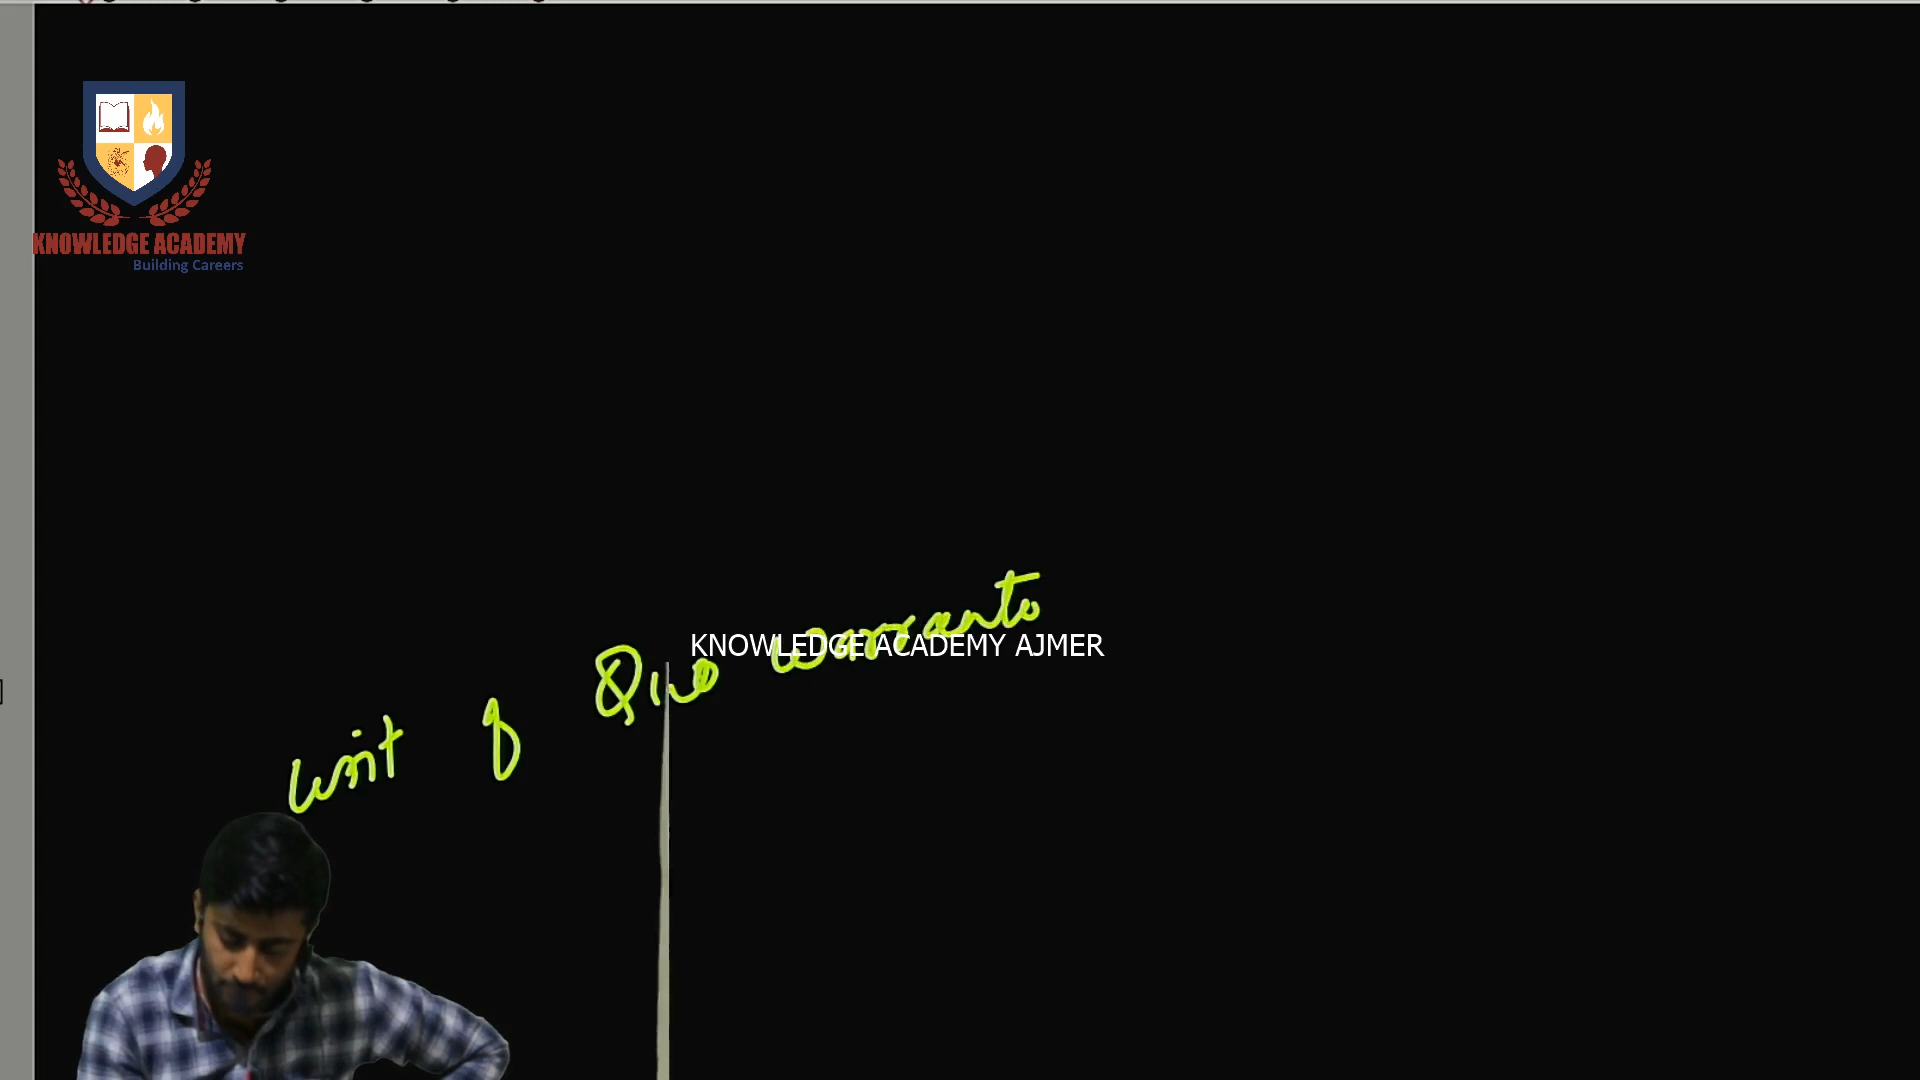 KNOWLEDGE ACADEMY
Building Careers
KNOWLEDGE ACADEMY AJMER
writ of Quo warranto